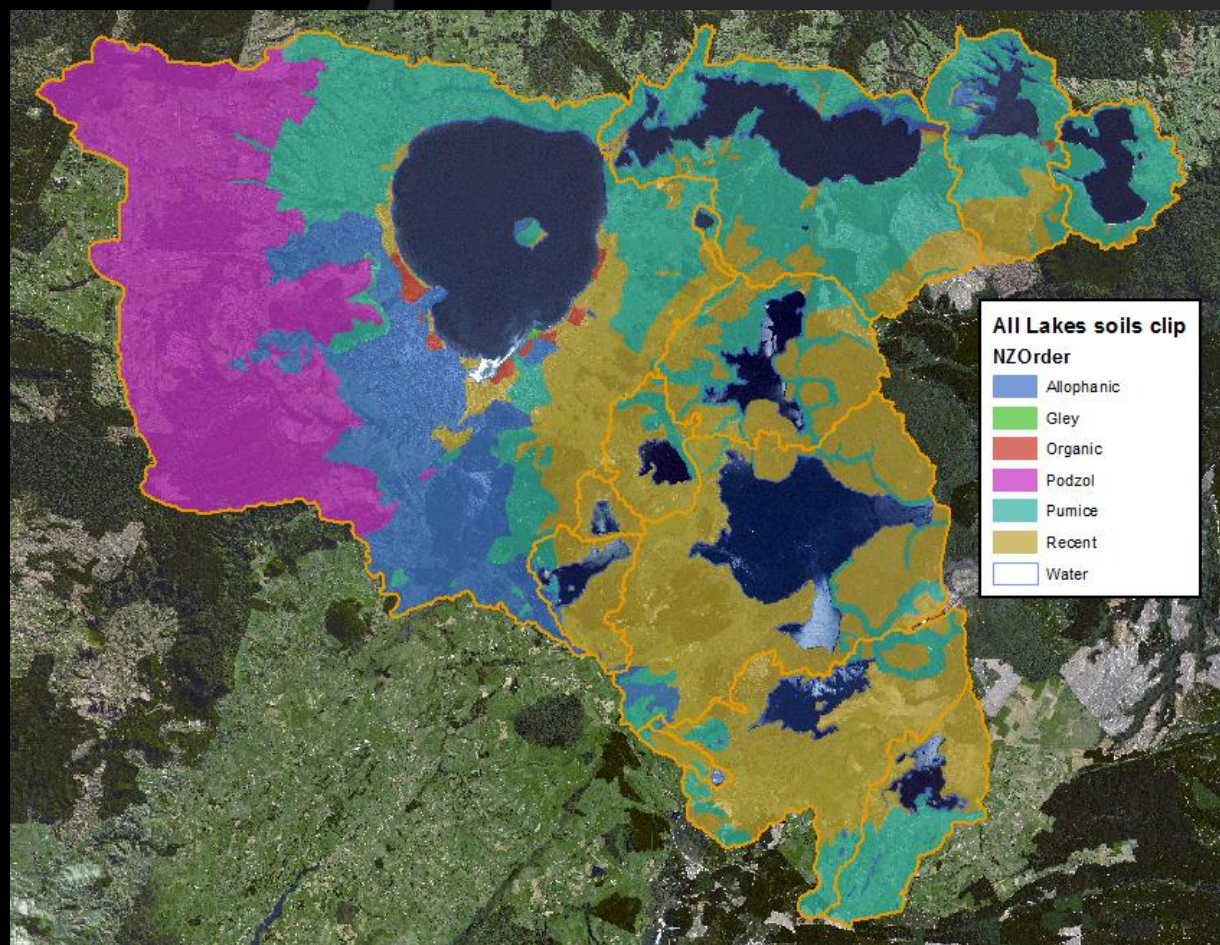 All Lakes soils clip
NZOrder
Allophanic
Gley
Organic
Podzol
Pumice
Recent
Water